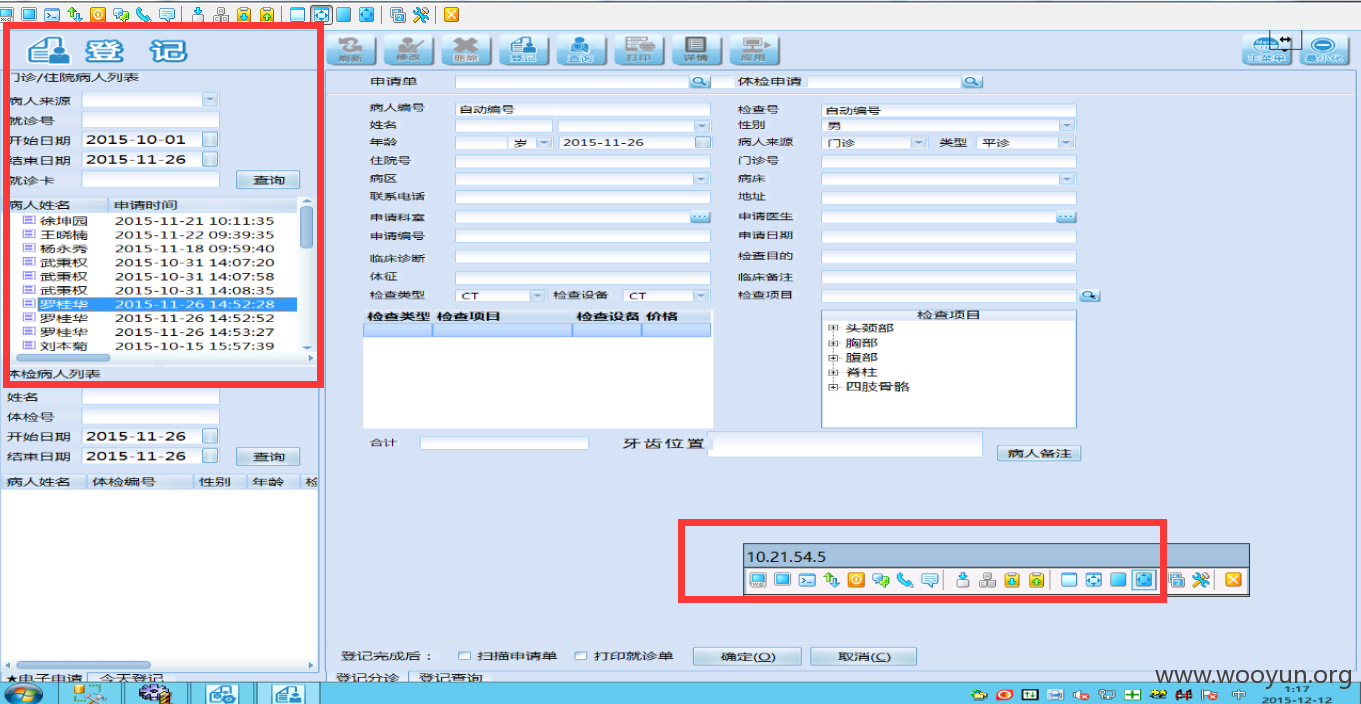 登 记
刷新 修改 删除 登记 查询 打印 详情 应用 主菜单 最小化
门诊/住院病人列表
病人来源
就诊号
开始日期 2015-10-01
结束日期 2015-11-26
就诊卡 查询
病人姓名 申请时间
徐坤园 2015-11-21 10:11:35
王晓楠 2015-11-22 09:39:35
杨永秀 2015-11-18 09:59:40
武秉权 2015-10-31 14:07:20
武秉权 2015-10-31 14:07:58
武秉权 2015-10-31 14:08:35
罗桂华 2015-11-26 14:52:28
罗桂华 2015-11-26 14:52:52
罗桂华 2015-11-26 14:53:27
刘本菊 2015-10-15 15:57:39
体检病人列表
姓名
体检号
开始日期 2015-11-26
结束日期 2015-11-26 查询
病人姓名 体检编号 性别 年龄 检
★电子申请 今天登记
申请单 体检申请
病人编号 自动编号 检查号 自动编号
姓名 性别 男
年龄 岁 2015-11-26 病人来源 门诊 类型 平诊
住院号 门诊号
病区 病床
联系电话 地址
申请科室 申请医生
申请编号 申请日期
临床诊断 检查目的
体征 临床备注
检查类型 CT 检查设备 CT 检查项目
检查类型 检查项目 检查设备 价格
检查项目
头颈部
胸部
腹部
脊柱
四肢骨骼
合计 牙齿位置
病人备注
10.21.54.5
登记完成后： 扫描申请单 打印就诊单 确定(O) 取消(C)
登记分诊 登记查询
www.wooyun.org
中 1:17
2015-12-12